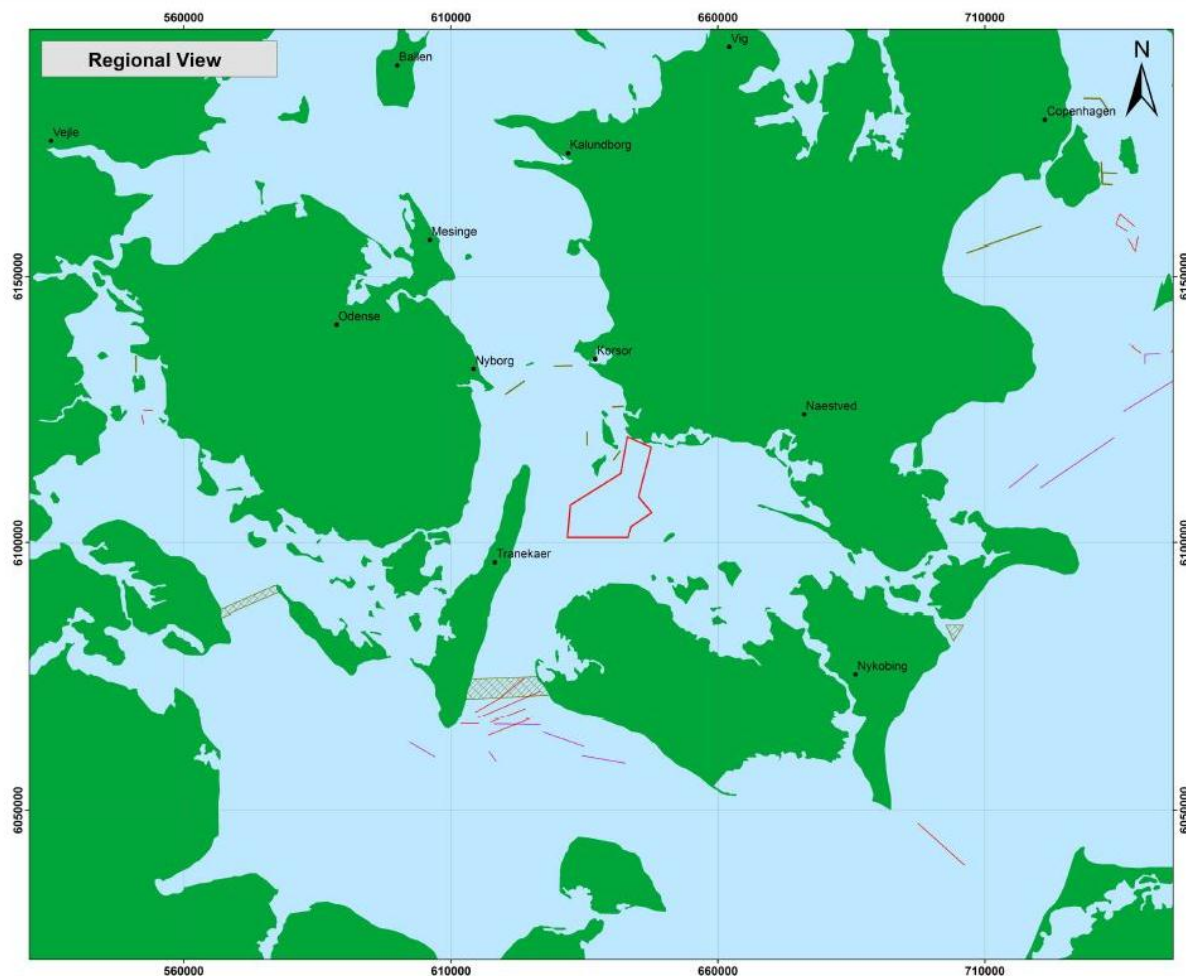 560000 610000 660000 710000
Regional View
N
Vig
Ballen
Copenhagen
Vejle
Kalundborg
Mesinge
6150000 6150000
Odense
Korsor
Nyborg
Naestved
6100000 6100000
Tranekaer
Nykobing
6050000 6050000
560000 610000 660000 710000